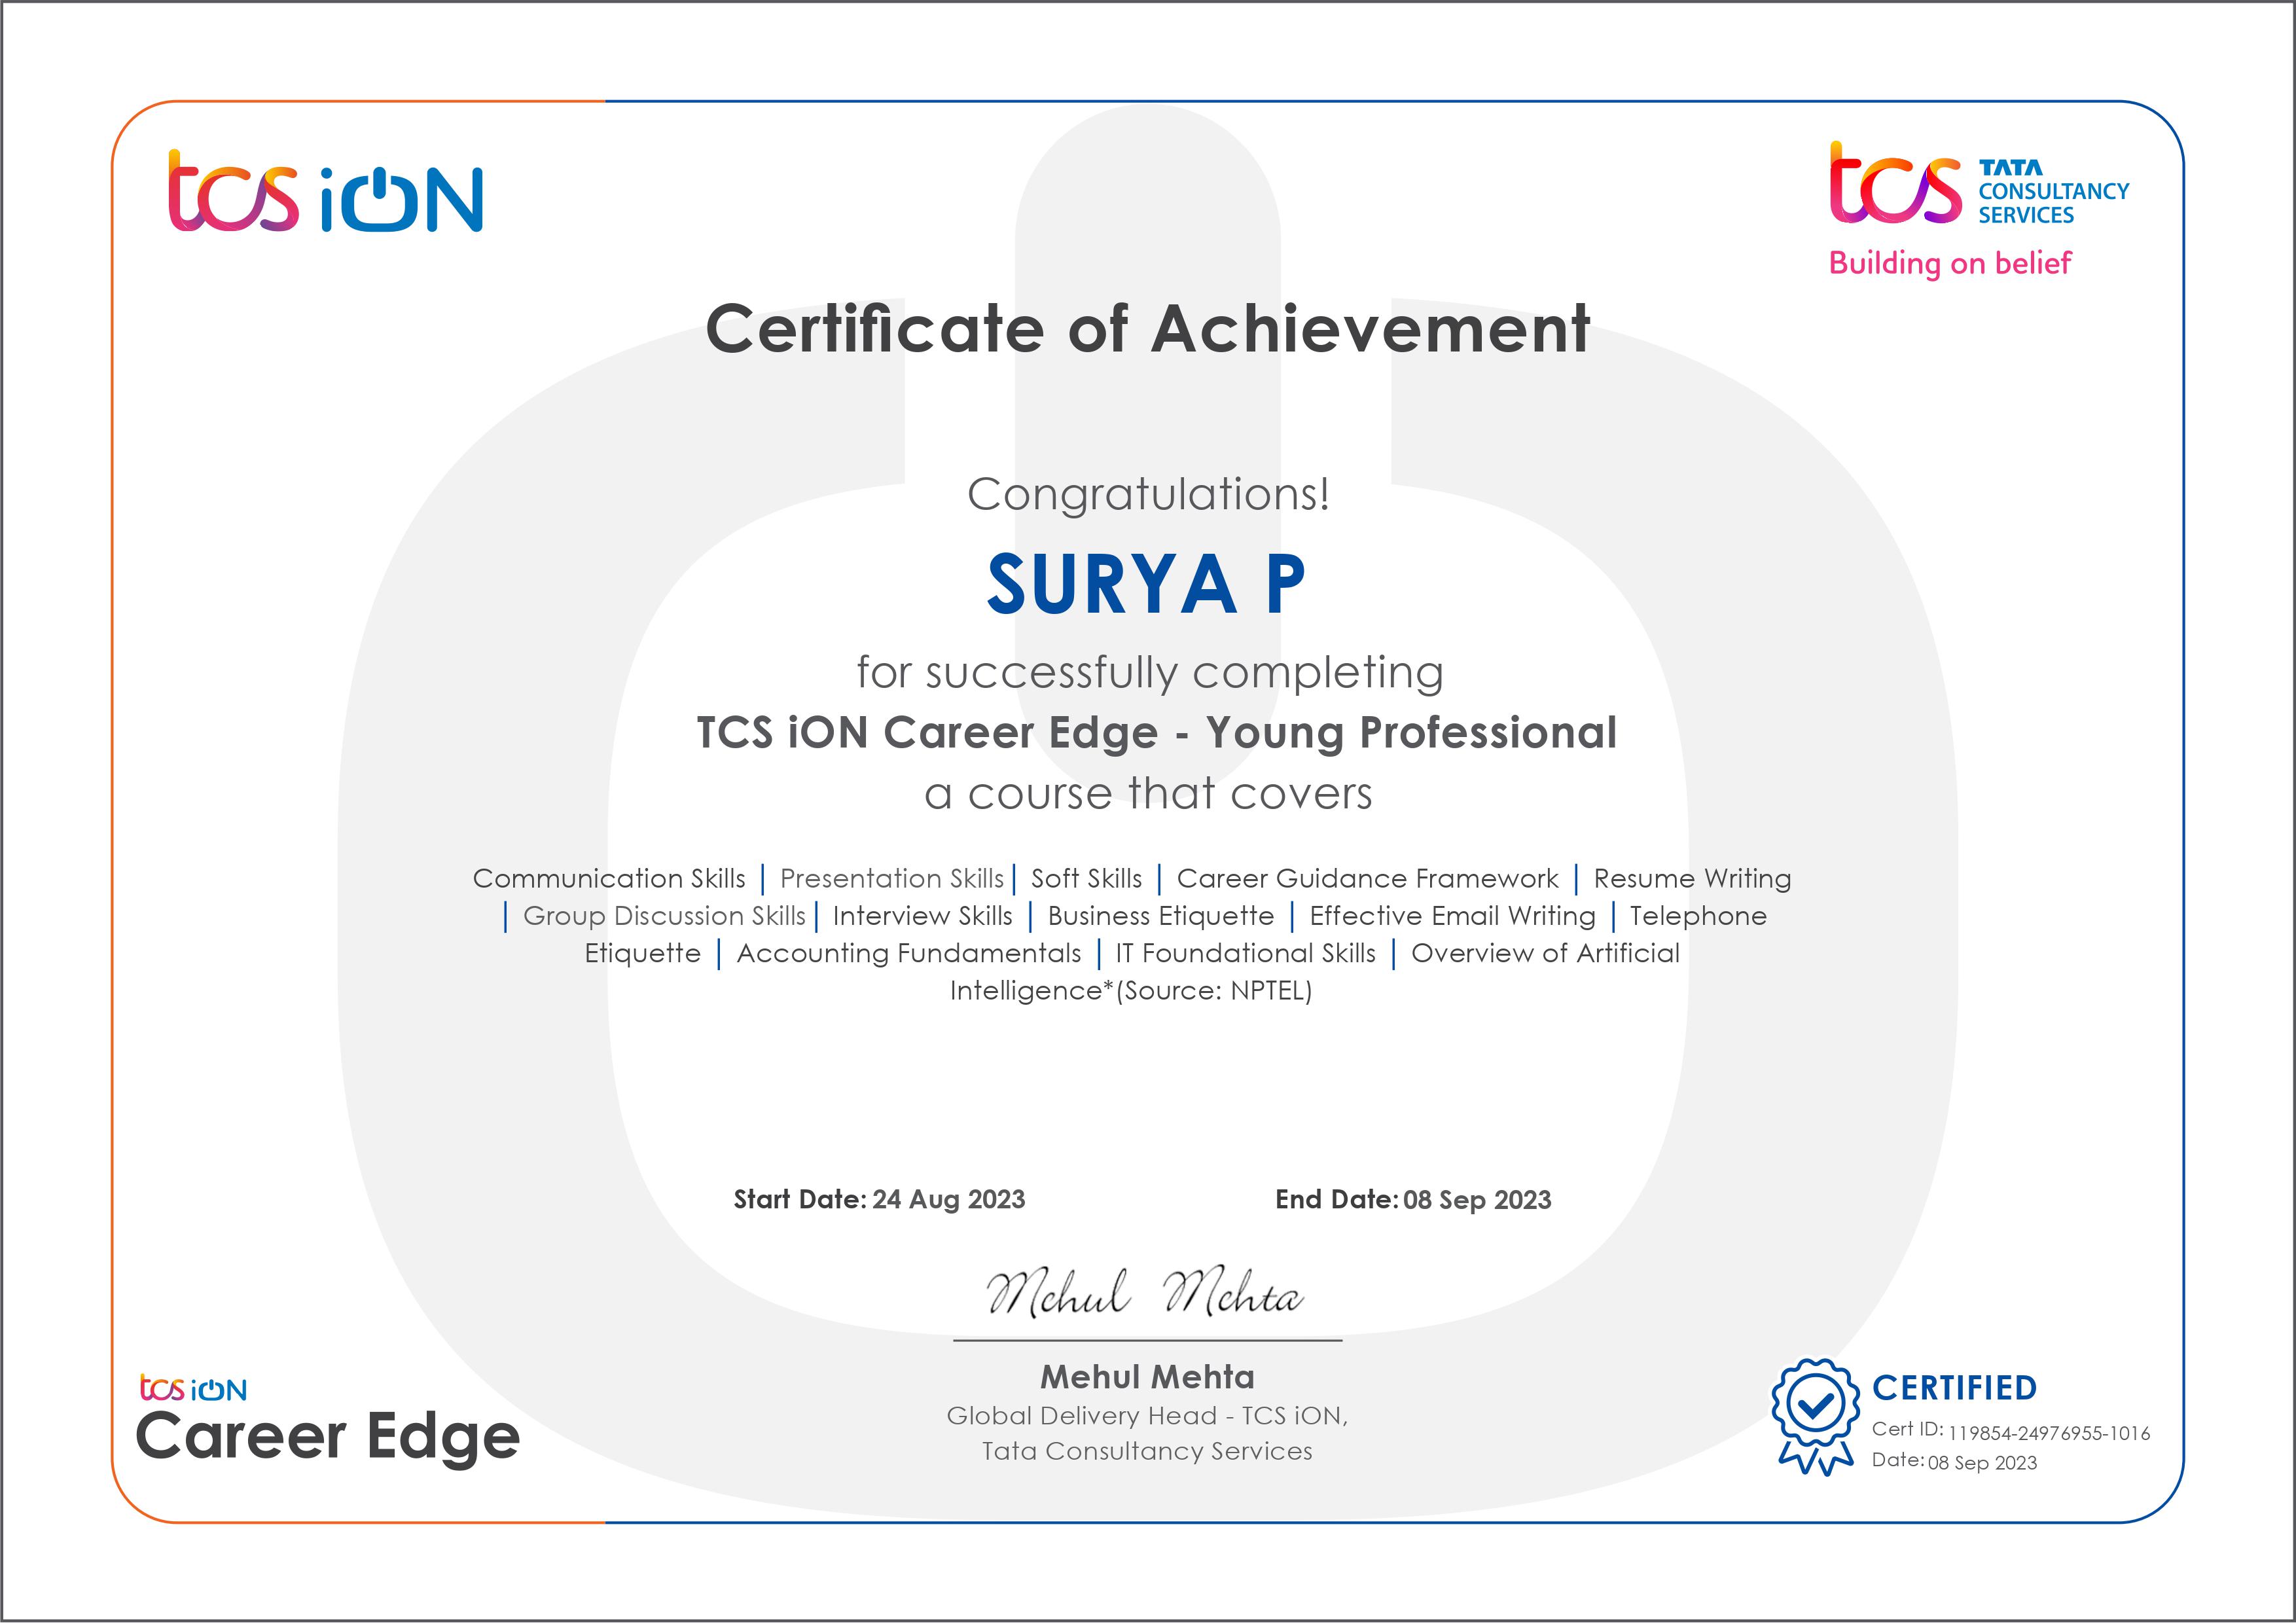 tcs iON
tcs TATA
CONSULTANCY
SERVICES
Building on belief
Certificate of Achievement
Congratulations!
SURYA P
for successfully completing
TCS iON Career Edge - Young Professional
a course that covers
Communication Skills | Presentation Skills | Soft Skills | Career Guidance Framework | Resume Writing
| Group Discussion Skills | Interview Skills | Business Etiquette | Effective Email Writing | Telephone
Etiquette | Accounting Fundamentals | IT Foundational Skills | Overview of Artificial
Intelligence*(Source: NPTEL)
Start Date: 24 Aug 2023 End Date: 08 Sep 2023
Mehul Mehta
Mehul Mehta
Global Delivery Head - TCS iON,
Tata Consultancy Services
tcs iON
Career Edge
CERTIFIED
Cert ID: 119854-24976955-1016
Date: 08 Sep 2023